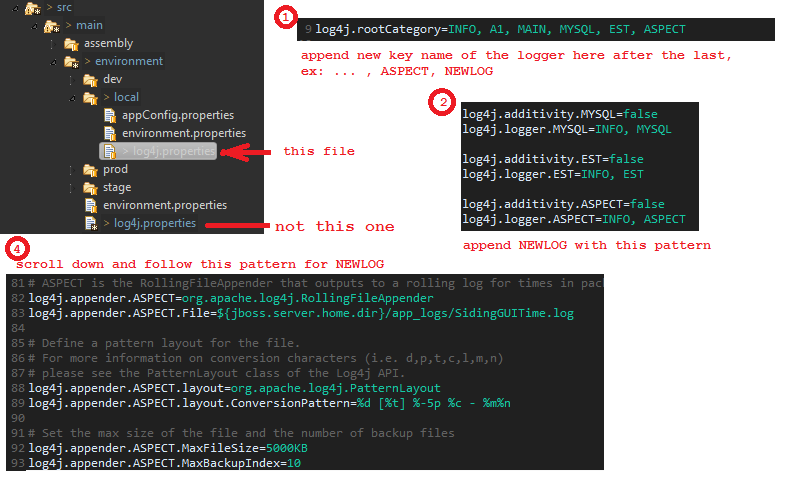 > src
> main
assembly
> environment
dev
> local
appConfig.properties
environment.properties
> log4j.properties
prod
stage
environment.properties
> log4j.properties
this file
not this one
1
9 log4j.rootCategory=INFO, A1, MAIN, MYSQL, EST, ASPECT
append new key name of the logger here after the last,
ex: ... , ASPECT, NEWLOG
2
log4j.additivity.MYSQL=false
log4j.logger.MYSQL=INFO, MYSQL
log4j.additivity.EST=false
log4j.logger.EST=INFO, EST
log4j.additivity.ASPECT=false
log4j.logger.ASPECT=INFO, ASPECT
append NEWLOG with this pattern
4
scroll down and follow this pattern for NEWLOG
81 # ASPECT is the RollingFileAppender that outputs to a rolling log for times in pac
82 log4j.appender.ASPECT=org.apache.log4j.RollingFileAppender
83 log4j.appender.ASPECT.File=${jboss.server.home.dir}/app_logs/SidingGUITime.log
84
85 # Define a pattern layout for the file.
86 # For more information on conversion characters (i.e. d,p,t,c,l,m,n)
87 # please see the PatternLayout class of the Log4j API.
88 log4j.appender.ASPECT.layout=org.apache.log4j.PatternLayout
89 log4j.appender.ASPECT.layout.ConversionPattern=%d [%t] %-5p %c - %m%n
90
91 # Set the max size of the file and the number of backup files
92 log4j.appender.ASPECT.MaxFileSize=5000KB
93 log4j.appender.ASPECT.MaxBackupIndex=10